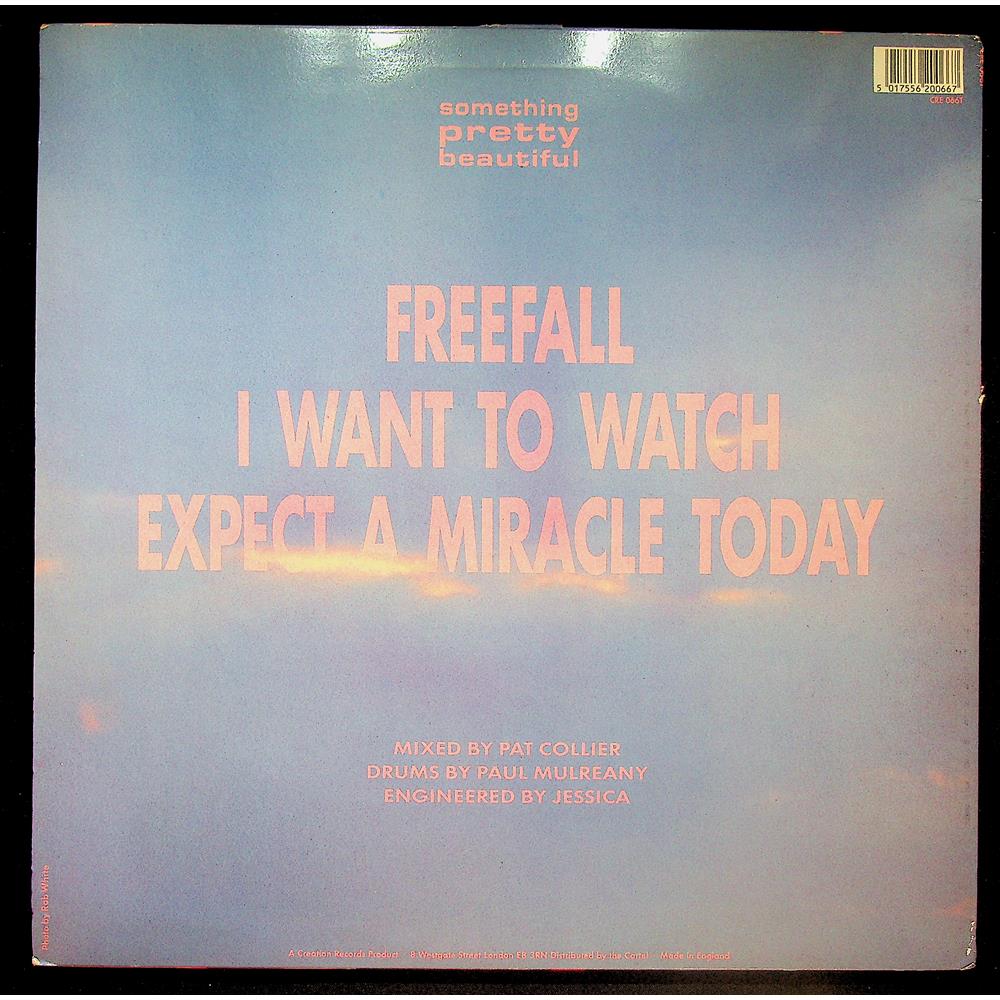 5 017556 200667
CRE 066T
something
pretty
beautiful
FREEFALL
I WANT TO WATCH
EXPECT A MIRACLE TODAY
MIXED BY PAT COLLIER
DRUMS BY PAUL MULREANY
ENGINEERED BY JESSICA
Photo by Rob White
A Creation Records Product 8 Westgate Street London E8 3RN Distributed by the Cartel Made in England